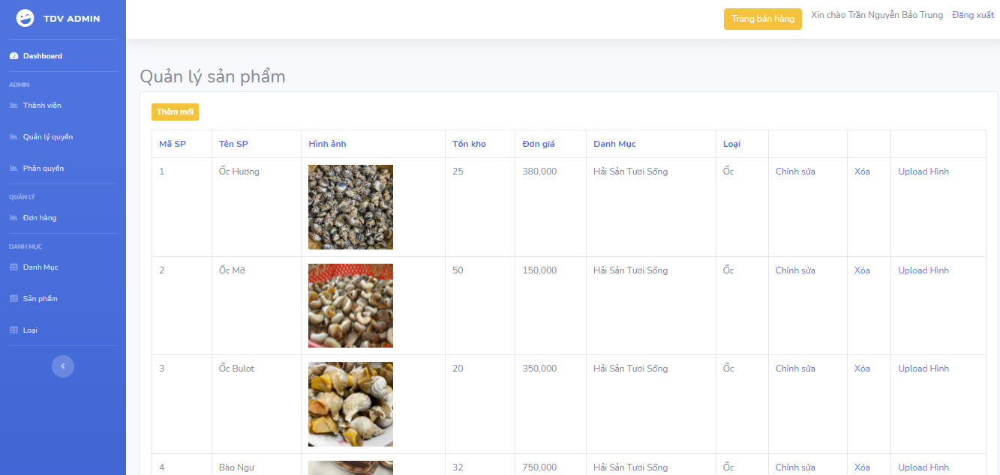 TDV ADMIN
Trang bán hàng
Xin chào Trần Nguyễn Bảo Trung
Đăng xuất
Dashboard
ADMIN
Thành viên
Quản lý quyền
Phân quyền
QUẢN LÝ
Đơn hàng
DANH MỤC
Danh Mục
Sản phẩm
Loại
Quản lý sản phẩm
Thêm mới
Mã SP Tên SP Hình ảnh Tồn kho Đơn giá Danh Mục Loại
1 Ốc Hương 25 380,000 Hải Sản Tươi Sống Ốc Chỉnh sửa Xóa Upload Hình
2 Ốc Mỡ 50 150,000 Hải Sản Tươi Sống Ốc Chỉnh sửa Xóa Upload Hình
3 Ốc Bulot 20 350,000 Hải Sản Tươi Sống Ốc Chỉnh sửa Xóa Upload Hình
4 Bào Ngư 32 750,000 Hải Sản Tươi Sống Ốc Chỉnh sửa Xóa Upload Hình